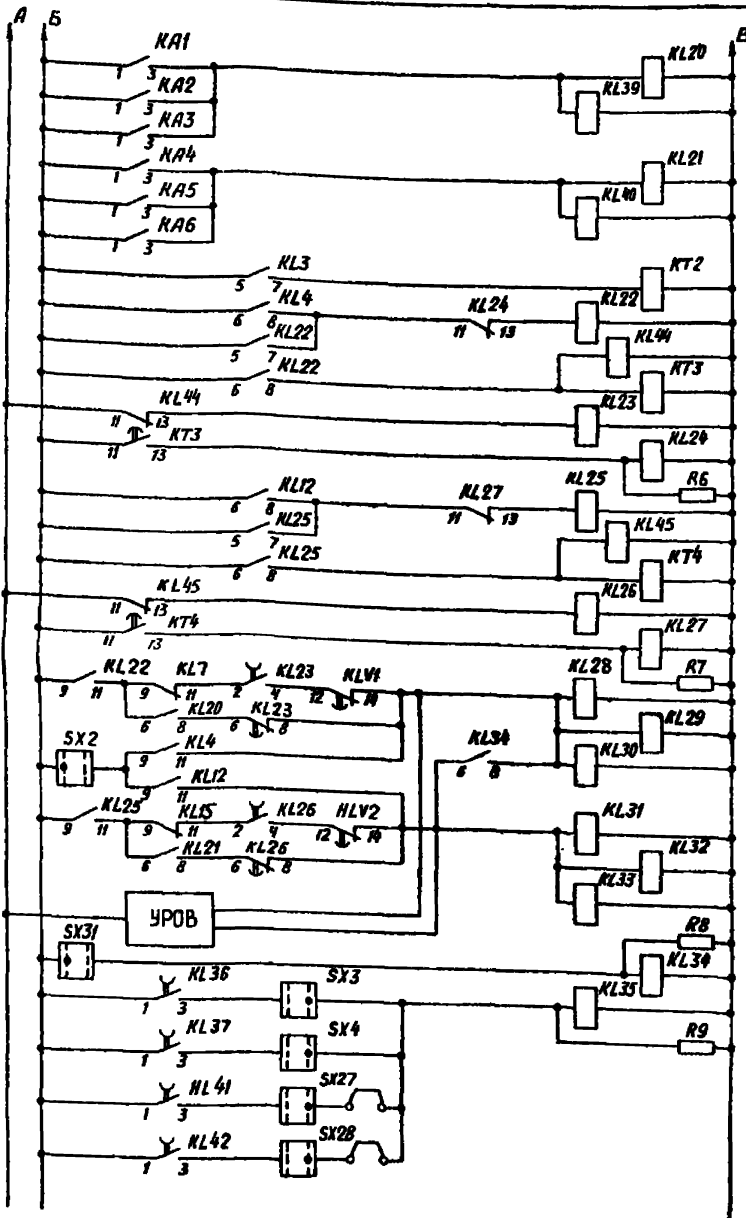 А Б В
KA1 KL20
1 3
KA2 KL39
1 3
KA3
1 3
KA4 KL21
1 3
KA5 KL40
1 3
KA6
1 3
KL3 KT2
5 7
KL4 KL24 KL22
6 8 11 13
KL22 KL44
5 7
KL22 KT3
6 8
KL44 KL23
11 13
KT3 KL24
11 13
R6
KL12 KL27 KL25
6 8 11 13
KL25 KL45
5 7
KL25 KT4
6 8
KL45 KL26
11 13
KT4 KL27
11 13
R7
KL22 KL7 KL23 KLV1 KL28
9 11 9 11 2 4 12 14
KL20 KL23 KL29
6 8 6 8
SX2 KL4 KL34 KL30
9 11 6 8
KL12
9 11
KL25 KL15 KL26 HLV2 KL31
9 11 9 11 2 4 12 14
KL21 KL26 KL32
6 8 6 8
KL33
УРОВ
SX31 R8
KL34
KL36 SX3 KL35
1 3
KL37 SX4 R9
1 3
HL41 SX27
1 3
KL42 SX28
1 3